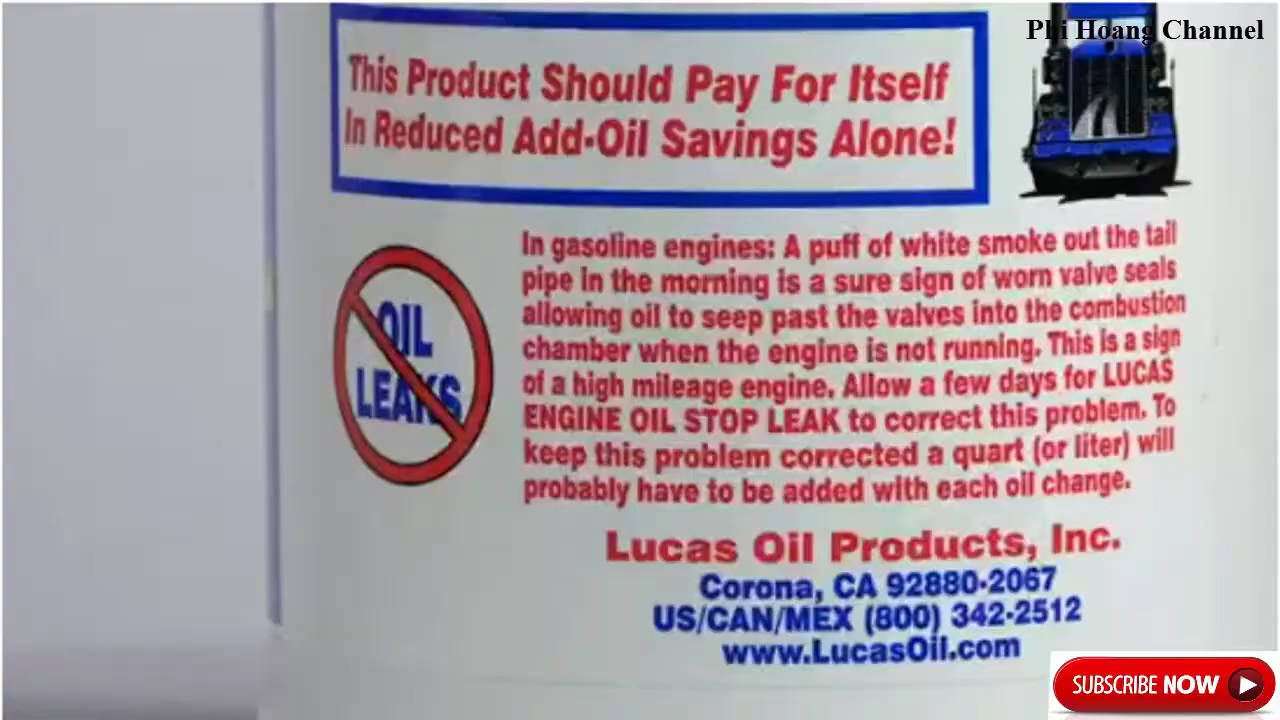 Phi Hoang Channel
This Product Should Pay For Itself
In Reduced Add-Oil Savings Alone!
OIL
LEAKS
In gasoline engines: A puff of white smoke out the tail
pipe in the morning is a sure sign of worn valve seals
allowing oil to seep past the valves into the combustion
chamber when the engine is not running. This is a sign
of a high mileage engine. Allow a few days for LUCAS
ENGINE OIL STOP LEAK to correct this problem. To
keep this problem corrected a quart (or liter) will
probably have to be added with each oil change.
Lucas Oil Products, Inc.
Corona, CA 92880-2067
US/CAN/MEX (800) 342-2512
www.LucasOil.com
SUBSCRIBE NOW